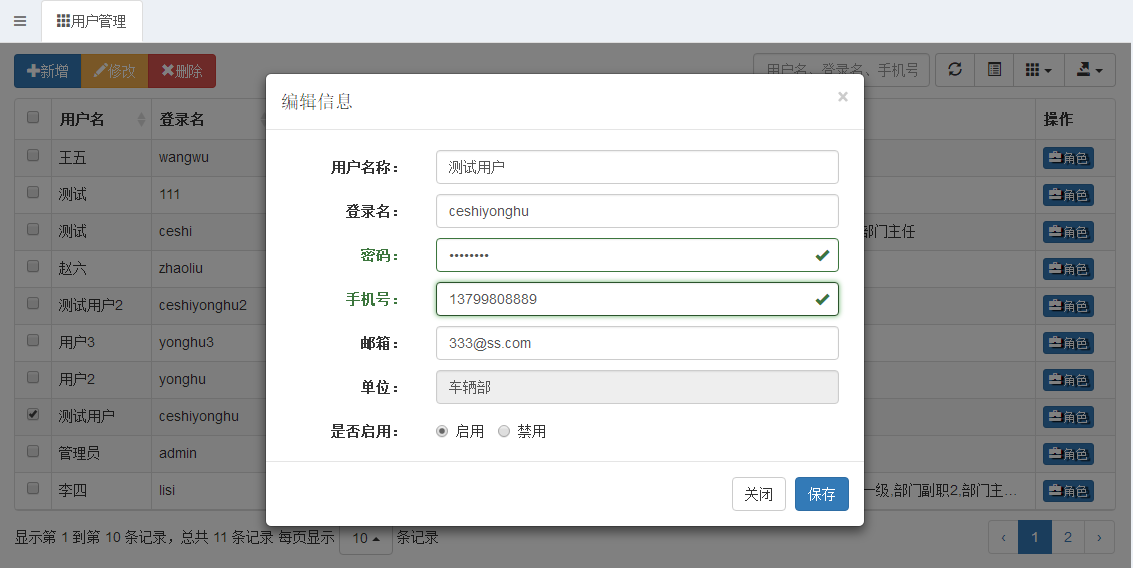 用户管理
新增 修改 删除
用户名、登录名、手机号
编辑信息 ×
用户名 登录名 操作
王五 wangwu 角色
测试 111 角色
测试 ceshi 部门主任 角色
赵六 zhaoliu 角色
测试用户2 ceshiyonghu2 角色
用户3 yonghu3 角色
用户2 yonghu 角色
测试用户 ceshiyonghu 角色
管理员 admin 角色
李四 lisi 一级,部门副职2,部门主… 角色
用户名称： 测试用户
登录名： ceshiyonghu
密码： ••••••••
手机号： 13799808889
邮箱： 333@ss.com
单位： 车辆部
是否启用： 启用 禁用
关闭 保存
显示第 1 到第 10 条记录，总共 11 条记录 每页显示 10 条记录 ‹ 1 2 ›